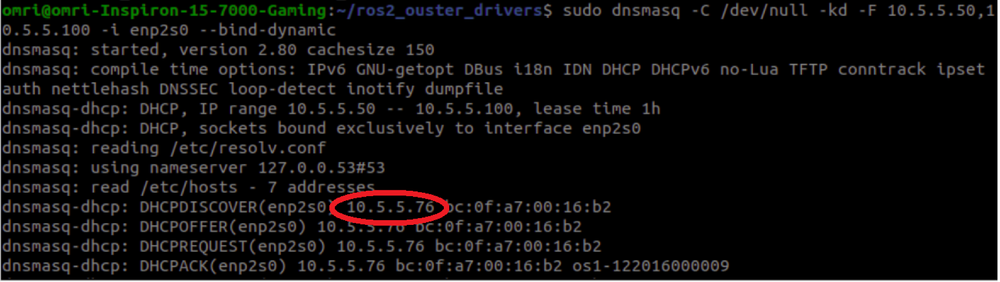 omri@omri-Inspiron-15-7000-Gaming:~/ros2_ouster_drivers$ sudo dnsmasq -C /dev/null -kd -F 10.5.5.50,1
0.5.5.100 -i enp2s0 --bind-dynamic
dnsmasq: started, version 2.80 cachesize 150
dnsmasq: compile time options: IPv6 GNU-getopt DBus i18n IDN DHCP DHCPv6 no-Lua TFTP conntrack ipset
auth nettlehash DNSSEC loop-detect inotify dumpfile
dnsmasq-dhcp: DHCP, IP range 10.5.5.50 -- 10.5.5.100, lease time 1h
dnsmasq-dhcp: DHCP, sockets bound exclusively to interface enp2s0
dnsmasq: reading /etc/resolv.conf
dnsmasq: using nameserver 127.0.0.53#53
dnsmasq: read /etc/hosts - 7 addresses
dnsmasq-dhcp: DHCPDISCOVER(enp2s0) 10.5.5.76 bc:0f:a7:00:16:b2
dnsmasq-dhcp: DHCPOFFER(enp2s0) 10.5.5.76 bc:0f:a7:00:16:b2
dnsmasq-dhcp: DHCPREQUEST(enp2s0) 10.5.5.76 bc:0f:a7:00:16:b2
dnsmasq-dhcp: DHCPACK(enp2s0) 10.5.5.76 bc:0f:a7:00:16:b2 os1-122016000009